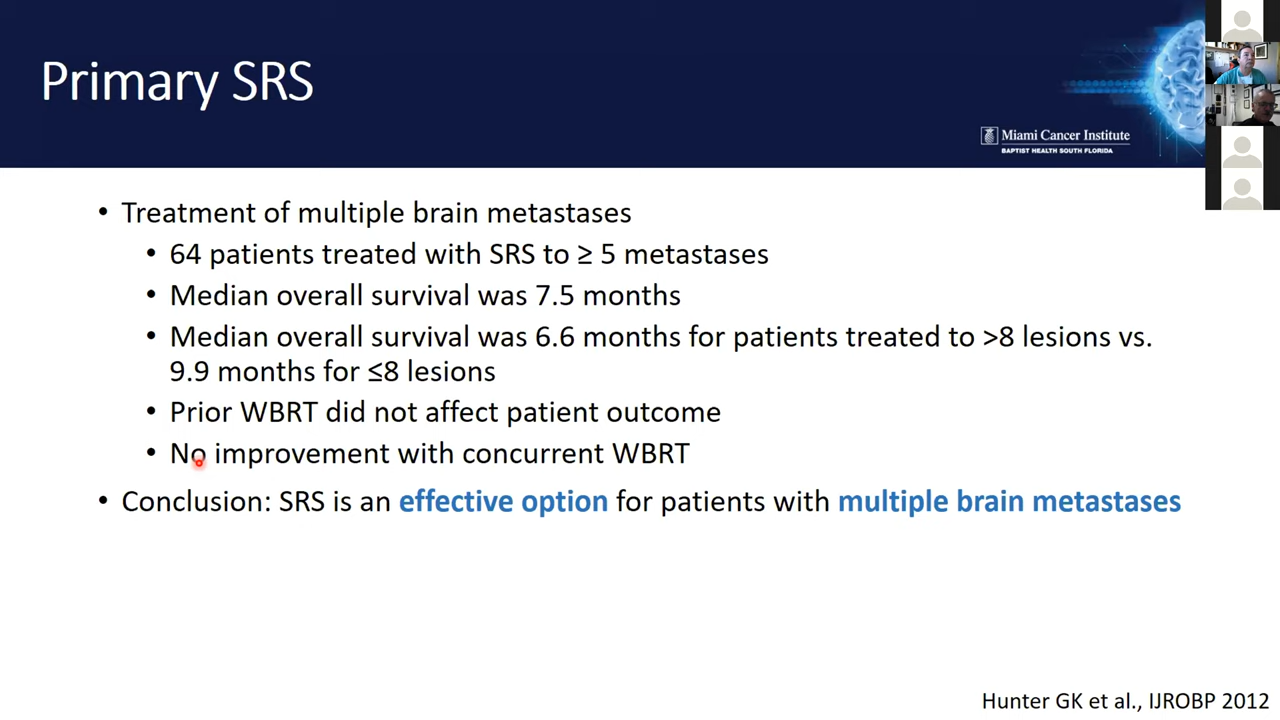 Primary SRS
Miami Cancer Institute
BAPTIST HEALTH SOUTH FLORIDA
• Treatment of multiple brain metastases
• 64 patients treated with SRS to ≥ 5 metastases
• Median overall survival was 7.5 months
• Median overall survival was 6.6 months for patients treated to >8 lesions vs.
9.9 months for ≤8 lesions
• Prior WBRT did not affect patient outcome
• No improvement with concurrent WBRT
• Conclusion: SRS is an effective option for patients with multiple brain metastases
Hunter GK et al., IJROBP 2012